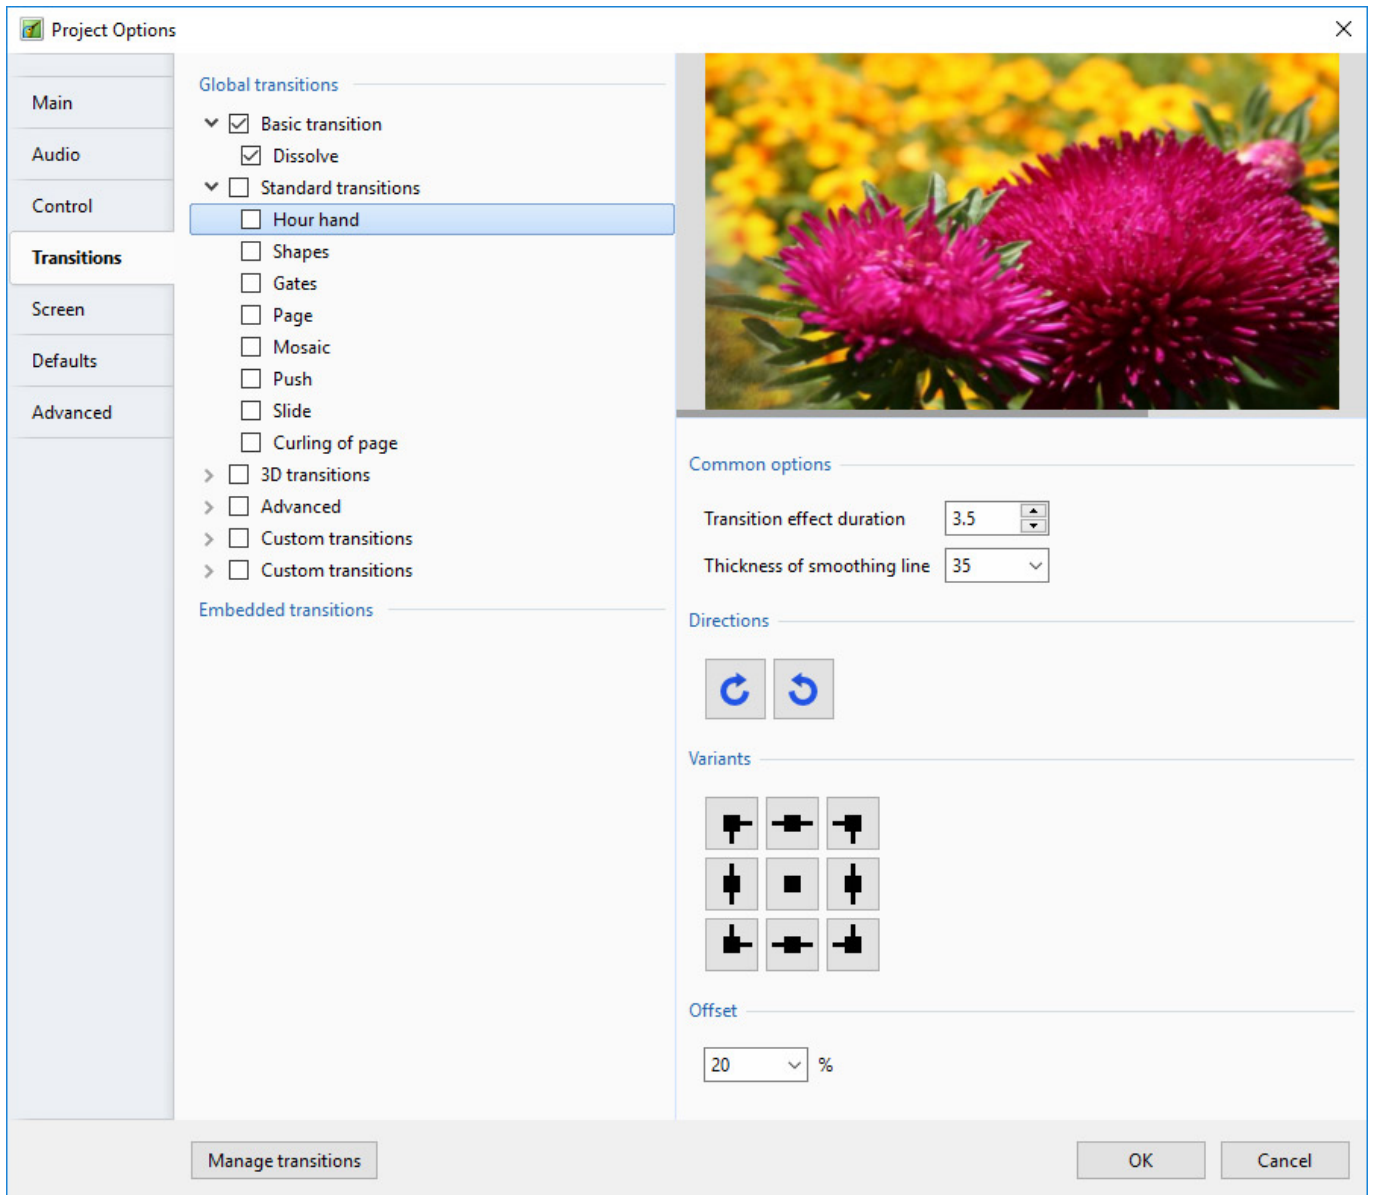 Project Options
Main
Audio
Control
Transitions
Screen
Defaults
Advanced
Global transitions
Basic transition
Dissolve
Standard transitions
Hour hand
Shapes
Gates
Page
Mosaic
Push
Slide
Curling of page
3D transitions
Advanced
Custom transitions
Custom transitions
Embedded transitions
Common options
Transition effect duration 3.5
Thickness of smoothing line 35
Directions
Variants
Offset
20 %
Manage transitions
OK
Cancel